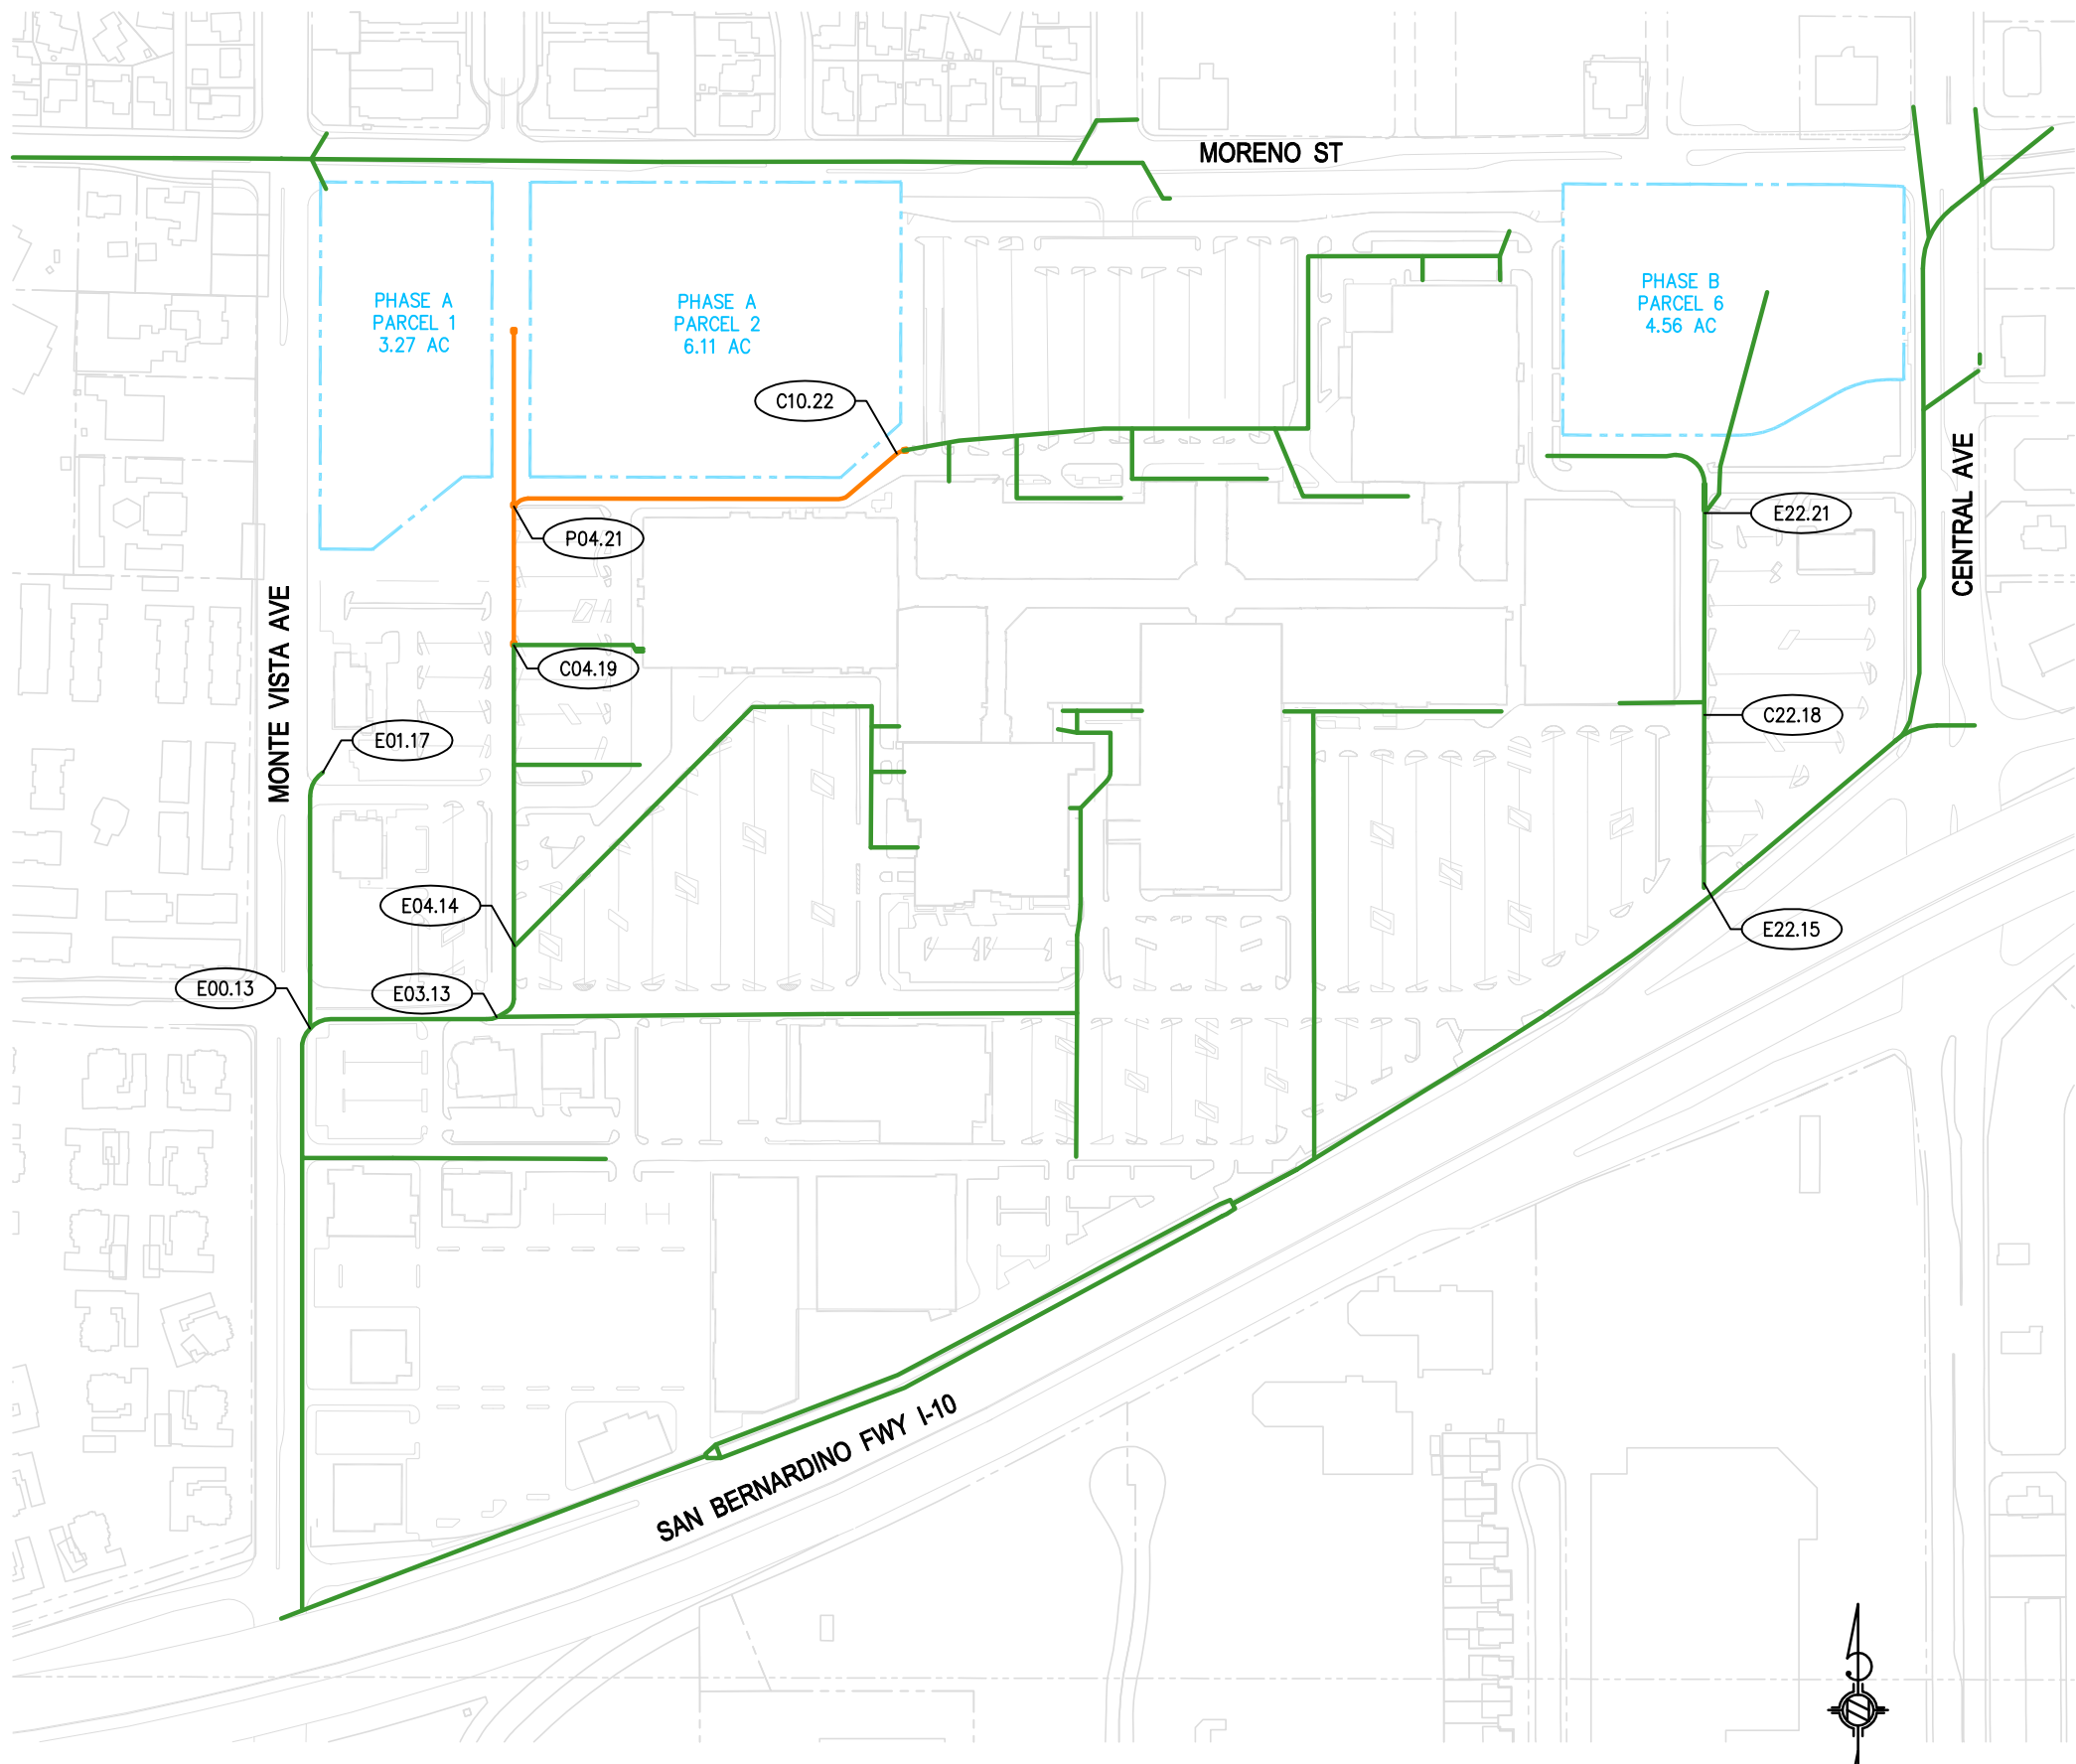 MORENO ST
PHASE A
PARCEL 1
3.27 AC
PHASE A
PARCEL 2
6.11 AC
PHASE B
PARCEL 6
4.56 AC
C10.22
P04.21
E22.21
CENTRAL AVE
C04.19
MONTE VISTA AVE
E01.17
C22.18
E04.14
E22.15
E00.13
E03.13
SAN BERNARDINO FWY I-10